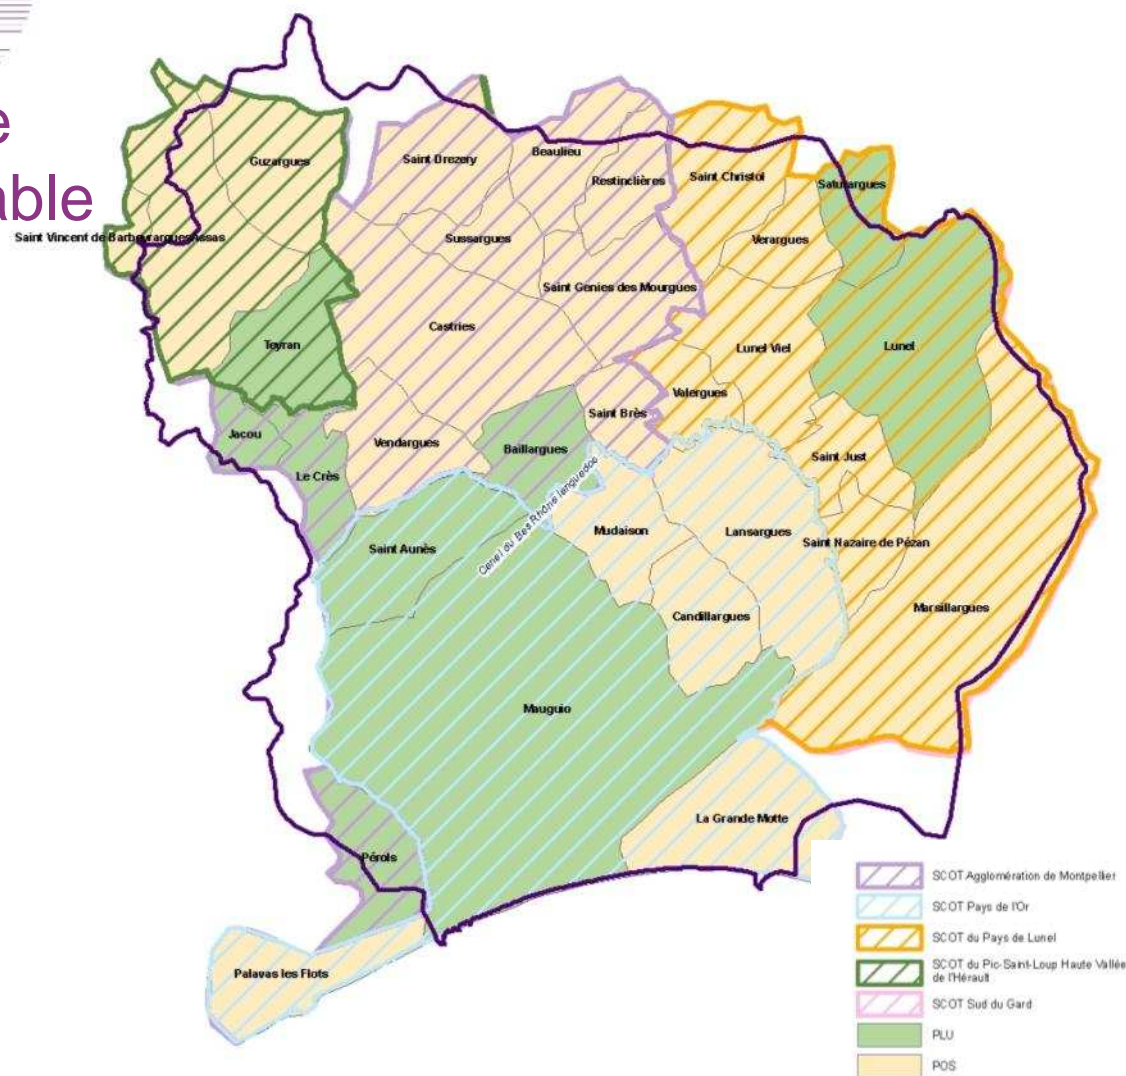 e
able
Guzargues
Saint Drezery
Beaulieu
Restinclières
Saint Christol
Saturargues
Saint Vincent de Barbeyrargues
Assas
Sussargues
Verargues
Saint Genies des Mourgues
Castries
Teyran
Lunel Viel
Lunel
Valergues
Saint Brès
Jacou
Vendargues
Baillargues
Le Crès
Saint Just
Canal du Bas Rhône languedoc
Mudaison
Lansargues
Saint Aunès
Saint Nazaire de Pézan
Candillargues
Marsillargues
Mauguio
La Grande Motte
Pérols
Palavas les Flots
SCOT Agglomération de Montpellier
SCOT Pays de l'Or
SCOT du Pays de Lunel
SCOT du Pic-Saint-Loup Haute Vallée
de l'Hérault
SCOT Sud du Gard
PLU
POS